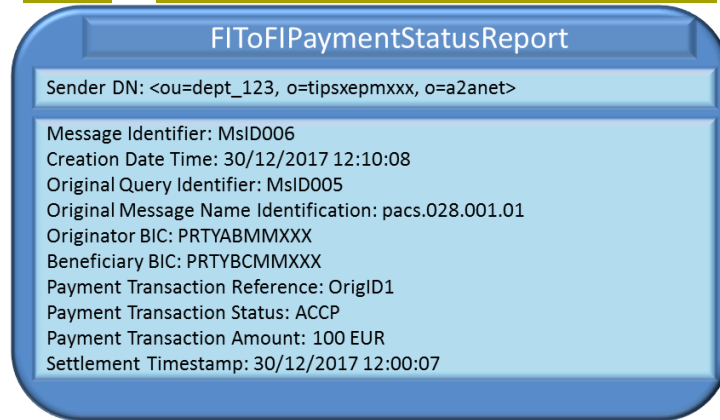 FIToFIPaymentStatusReport
Sender DN: <ou=dept_123, o=tipsxepmxxx, o=a2anet>
Message Identifier: MsID006
Creation Date Time: 30/12/2017 12:10:08
Original Query Identifier: MsID005
Original Message Name Identification: pacs.028.001.01
Originator BIC: PRTYABMMXXX
Beneficiary BIC: PRTYBCMMXXX
Payment Transaction Reference: OrigID1
Payment Transaction Status: ACCP
Payment Transaction Amount: 100 EUR
Settlement Timestamp: 30/12/2017 12:00:07